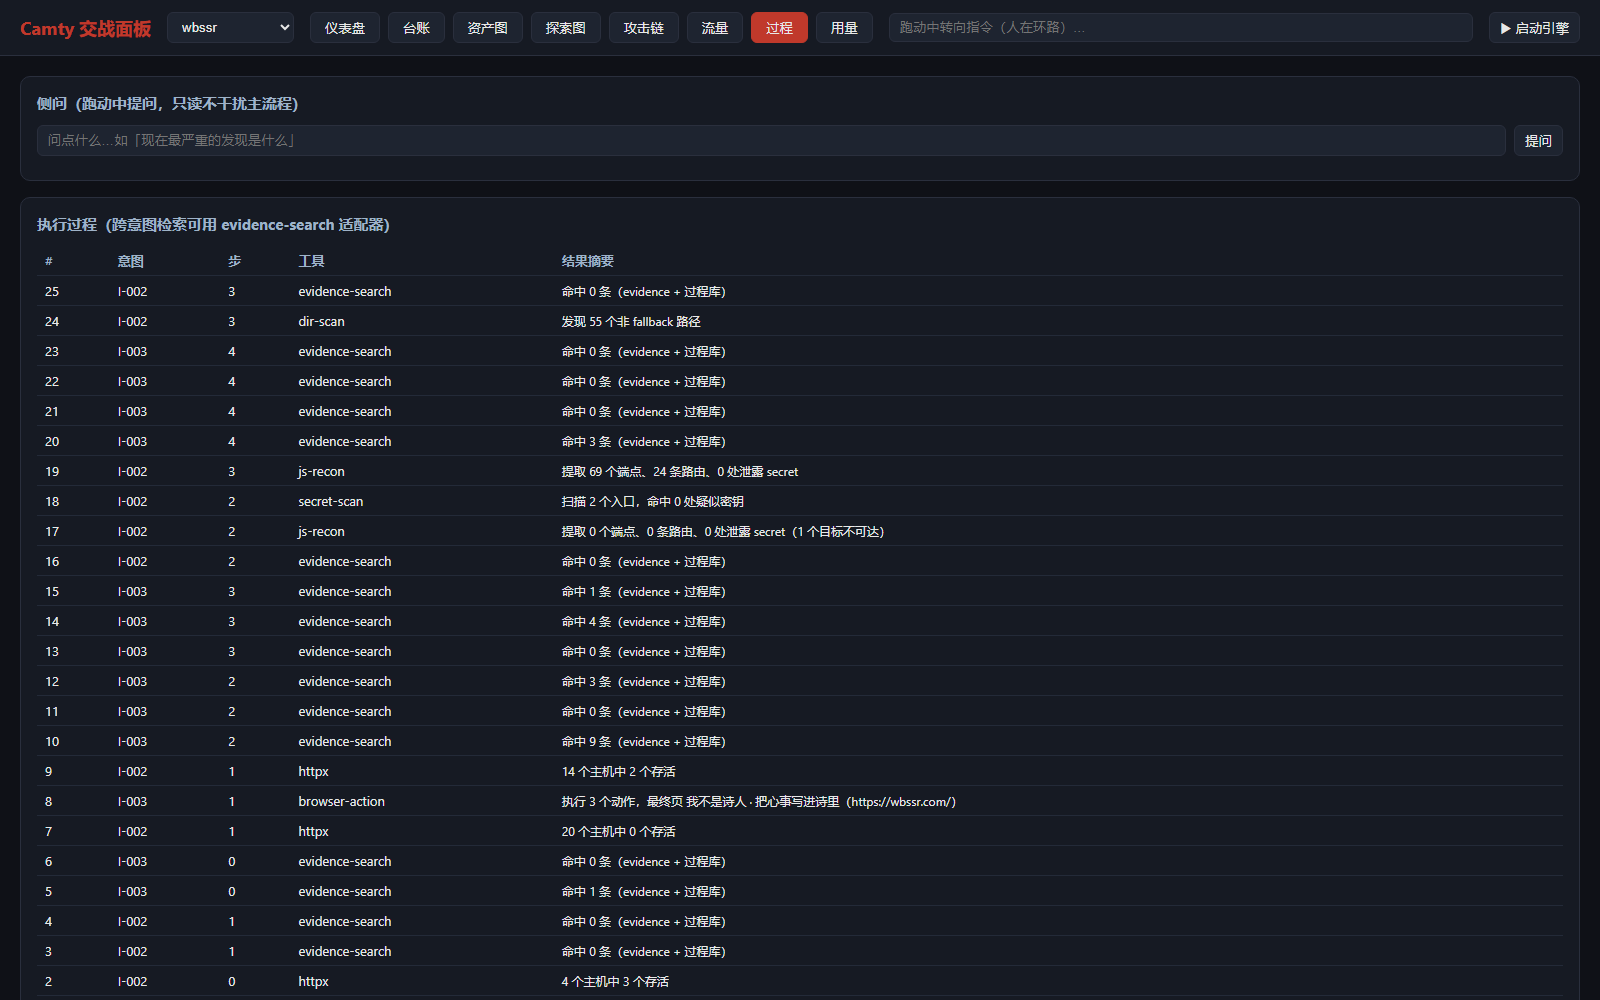 Camty 交战面板 wbssr 仪表盘 台账 资产图 探索图 攻击链 流量 过程 用量 跑动中转向指令（人在环路）... ▶ 启动引擎
侧问（跑动中提问，只读不干扰主流程）
问点什么...如「现在最严重的发现是什么」 提问
执行过程（跨意图检索可用 evidence-search 适配器）
# 意图 步 工具 结果摘要
25 I-002 3 evidence-search 命中 0 条（evidence + 过程库）
24 I-002 3 dir-scan 发现 55 个非 fallback 路径
23 I-003 4 evidence-search 命中 0 条（evidence + 过程库）
22 I-003 4 evidence-search 命中 0 条（evidence + 过程库）
21 I-003 4 evidence-search 命中 0 条（evidence + 过程库）
20 I-003 4 evidence-search 命中 3 条（evidence + 过程库）
19 I-002 3 js-recon 提取 69 个端点、24 条路由、0 处泄露 secret
18 I-002 2 secret-scan 扫描 2 个入口，命中 0 处疑似密钥
17 I-002 2 js-recon 提取 0 个端点、0 条路由、0 处泄露 secret（1 个目标不可达）
16 I-002 2 evidence-search 命中 0 条（evidence + 过程库）
15 I-003 3 evidence-search 命中 1 条（evidence + 过程库）
14 I-003 3 evidence-search 命中 4 条（evidence + 过程库）
13 I-003 3 evidence-search 命中 0 条（evidence + 过程库）
12 I-003 2 evidence-search 命中 3 条（evidence + 过程库）
11 I-003 2 evidence-search 命中 0 条（evidence + 过程库）
10 I-003 2 evidence-search 命中 9 条（evidence + 过程库）
9 I-002 1 httpx 14 个主机中 2 个存活
8 I-003 1 browser-action 执行 3 个动作，最终页 我不是诗人 · 把心事写进诗里（https://wbssr.com/）
7 I-002 1 httpx 20 个主机中 0 个存活
6 I-003 0 evidence-search 命中 0 条（evidence + 过程库）
5 I-003 0 evidence-search 命中 1 条（evidence + 过程库）
4 I-002 1 evidence-search 命中 0 条（evidence + 过程库）
3 I-002 1 evidence-search 命中 0 条（evidence + 过程库）
2 I-002 0 httpx 4 个主机中 3 个存活